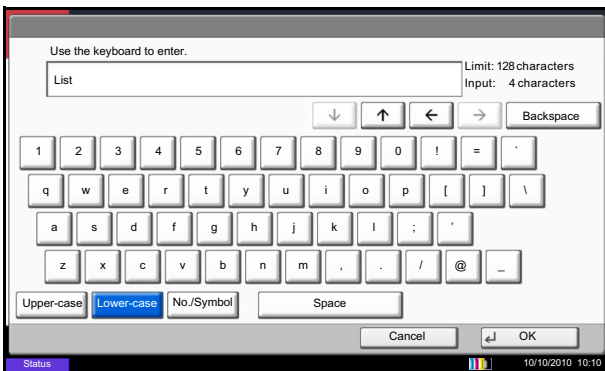 Use the keyboard to enter.
Limit: 128 characters
List
Input: 4 characters
↓ ↑ ← → Backspace
1 2 3 4 5 6 7 8 9 0 ! = `
q w e r t y u i o p [ ] \
a s d f g h j k l ; '
z x c v b n m , . / @ _
Upper-case Lower-case No./Symbol Space
Cancel OK
Status 10/10/2010 10:10